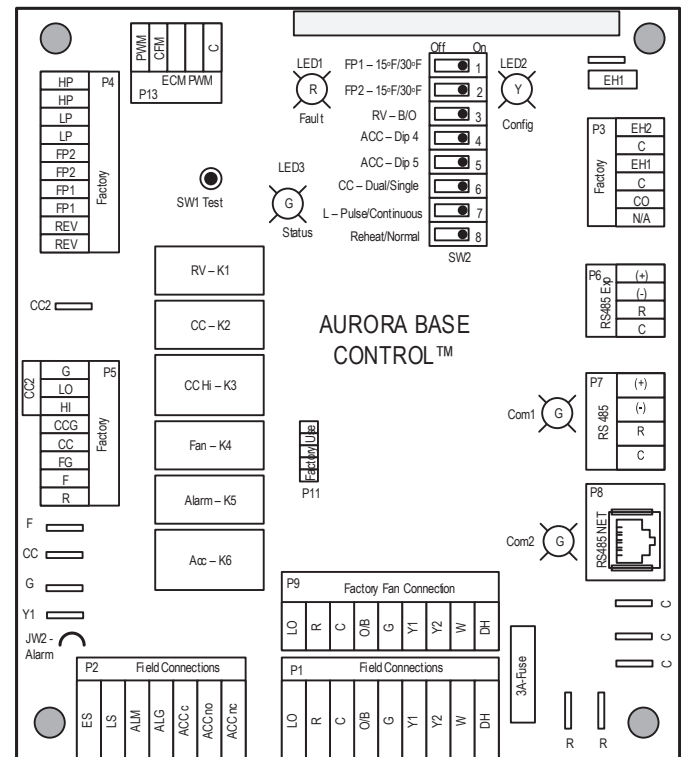 PWM
CFM
C
ECM PWM
P13
Off On
LED1
R
Fault
FP1 – 15ºF/30ºF 1
FP2 – 15ºF/30ºF 2
RV – B/O 3
ACC – Dip 4 4
ACC – Dip 5 5
CC – Dual/Single 6
L – Pulse/Continuous 7
Reheat/Normal 8
SW2
LED2
Y
Config
EH1
P4
HP
HP
LP
LP
FP2
FP2
FP1
FP1
REV
REV
Factory
SW1 Test
LED3
G
Status
P3
EH2
C
EH1
C
CO
N/A
Factory
CC2
RV – K1
CC – K2
CC Hi – K3
Fan – K4
Alarm – K5
Acc – K6
AURORA BASE
CONTROL™
P6
RS485 Exp
(+)
(-)
R
C
CC2
P5
G
LO
HI
CCG
CC
FG
F
R
Factory
Factory Use
P11
Com1
G
P7
RS 485
(+)
(-)
R
C
Com2
G
P8
RS485 NET
F
CC
G
Y1
JW2 -
Alarm
P9 Factory Fan Connection
LO R C O/B G Y1 Y2 W DH
C
C
C
P2 Field Connections
ES LS ALM ALG ACC c ACC no ACC nc
P1 Field Connections
LO R C O/B G Y1 Y2 W DH
3A-Fuse
R R